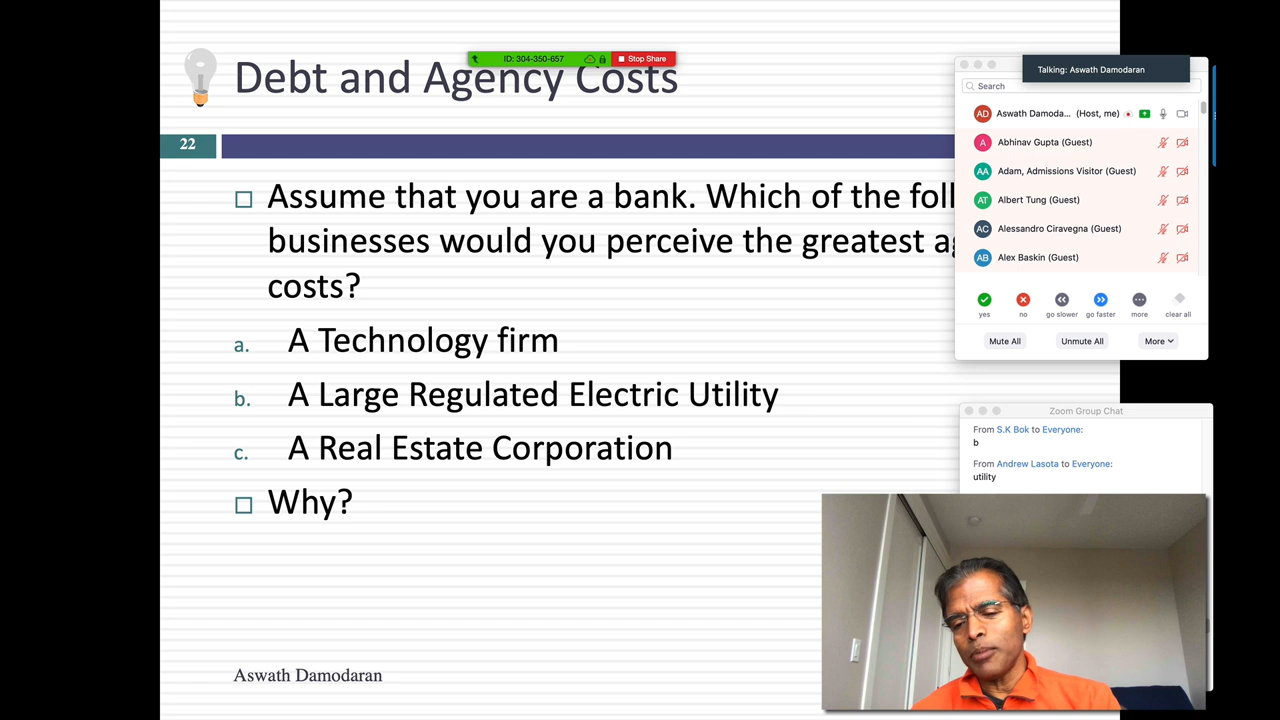 ID: 304-350-657
Stop Share
Debt and Agency Costs
22
Assume that you are a bank. Which of the
businesses would you perceive the greatest
costs?
a. A Technology firm
b. A Large Regulated Electric Utility
c. A Real Estate Corporation
Why?
Aswath Damodaran
Talking: Aswath Damodaran
Search
AD Aswath Damoda... (Host, me)
A Abhinav Gupta (Guest)
AA Adam, Admissions Visitor (Guest)
AT Albert Tung (Guest)
AC Alessandro Ciravegna (Guest)
AB Alex Baskin (Guest)
yes no go slower go faster more clear all
Mute All Unmute All More
Zoom Group Chat
From S.K Bok to Everyone:
b
From Andrew Lasota to Everyone:
utility